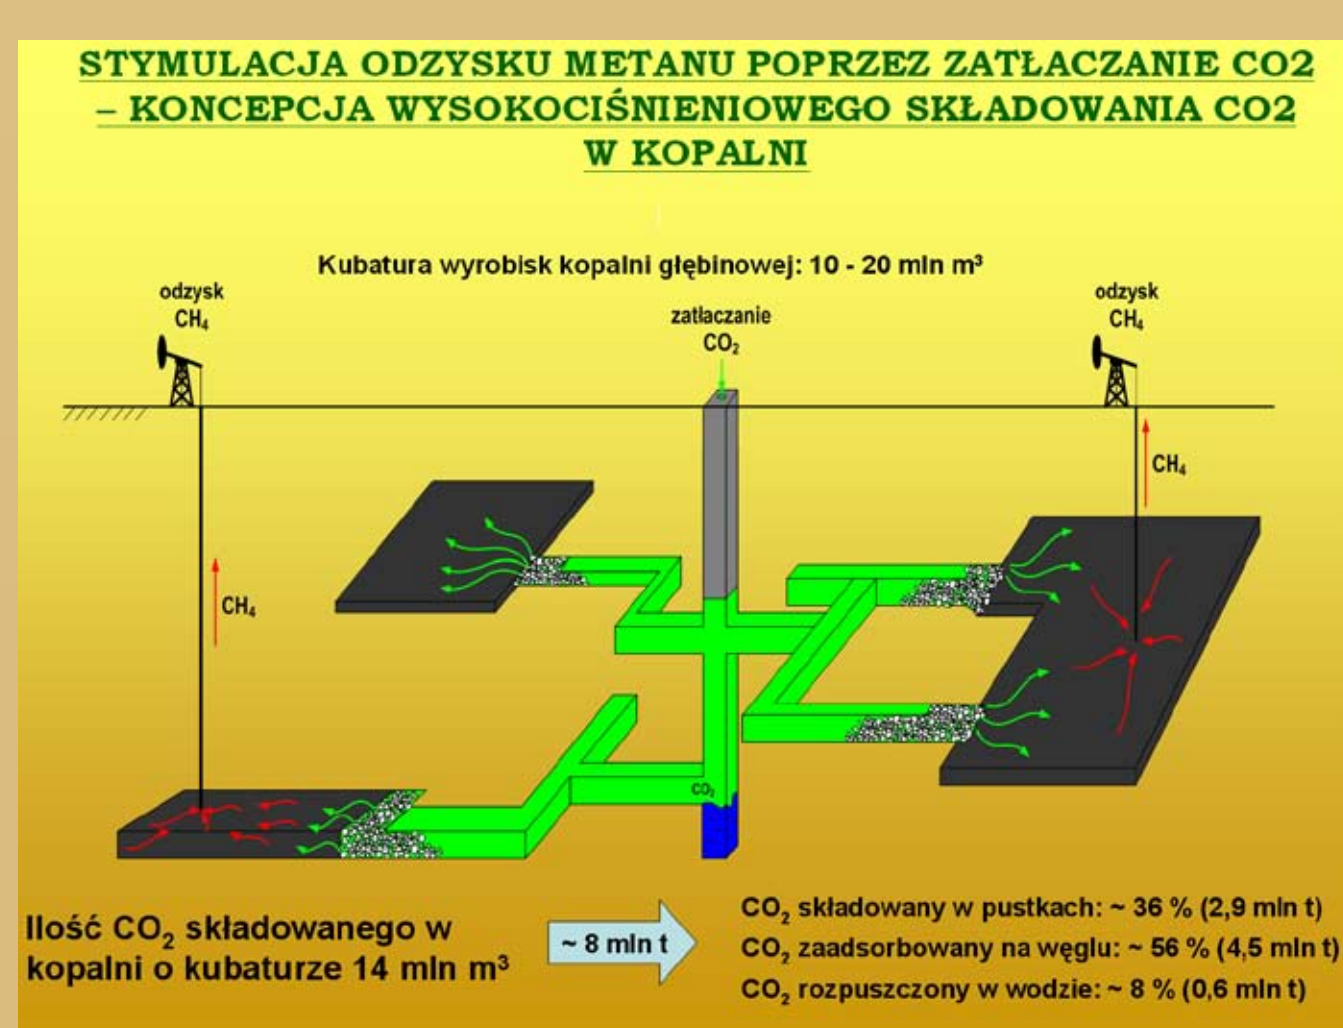 STYMULACJA ODZYSKU METANU POPRZEZ ZATŁACZANIE CO2
– KONCEPCJA WYSOKOCIŚNIENIOWEGO SKŁADOWANIA CO2
W KOPALNI
Kubatura wyrobisk kopalni głębinowej: 10 - 20 mln m³
odzysk
CH₄
zatłaczanie
CO₂
odzysk
CH₄
CH₄
CH₄
CO₂
Ilość CO₂ składowanego w
kopalni o kubaturze 14 mln m³
~ 8 mln t
CO₂ składowany w pustkach: ~ 36 % (2,9 mln t)
CO₂ zaadsorbowany na węglu: ~ 56 % (4,5 mln t)
CO₂ rozpuszczony w wodzie: ~ 8 % (0,6 mln t)